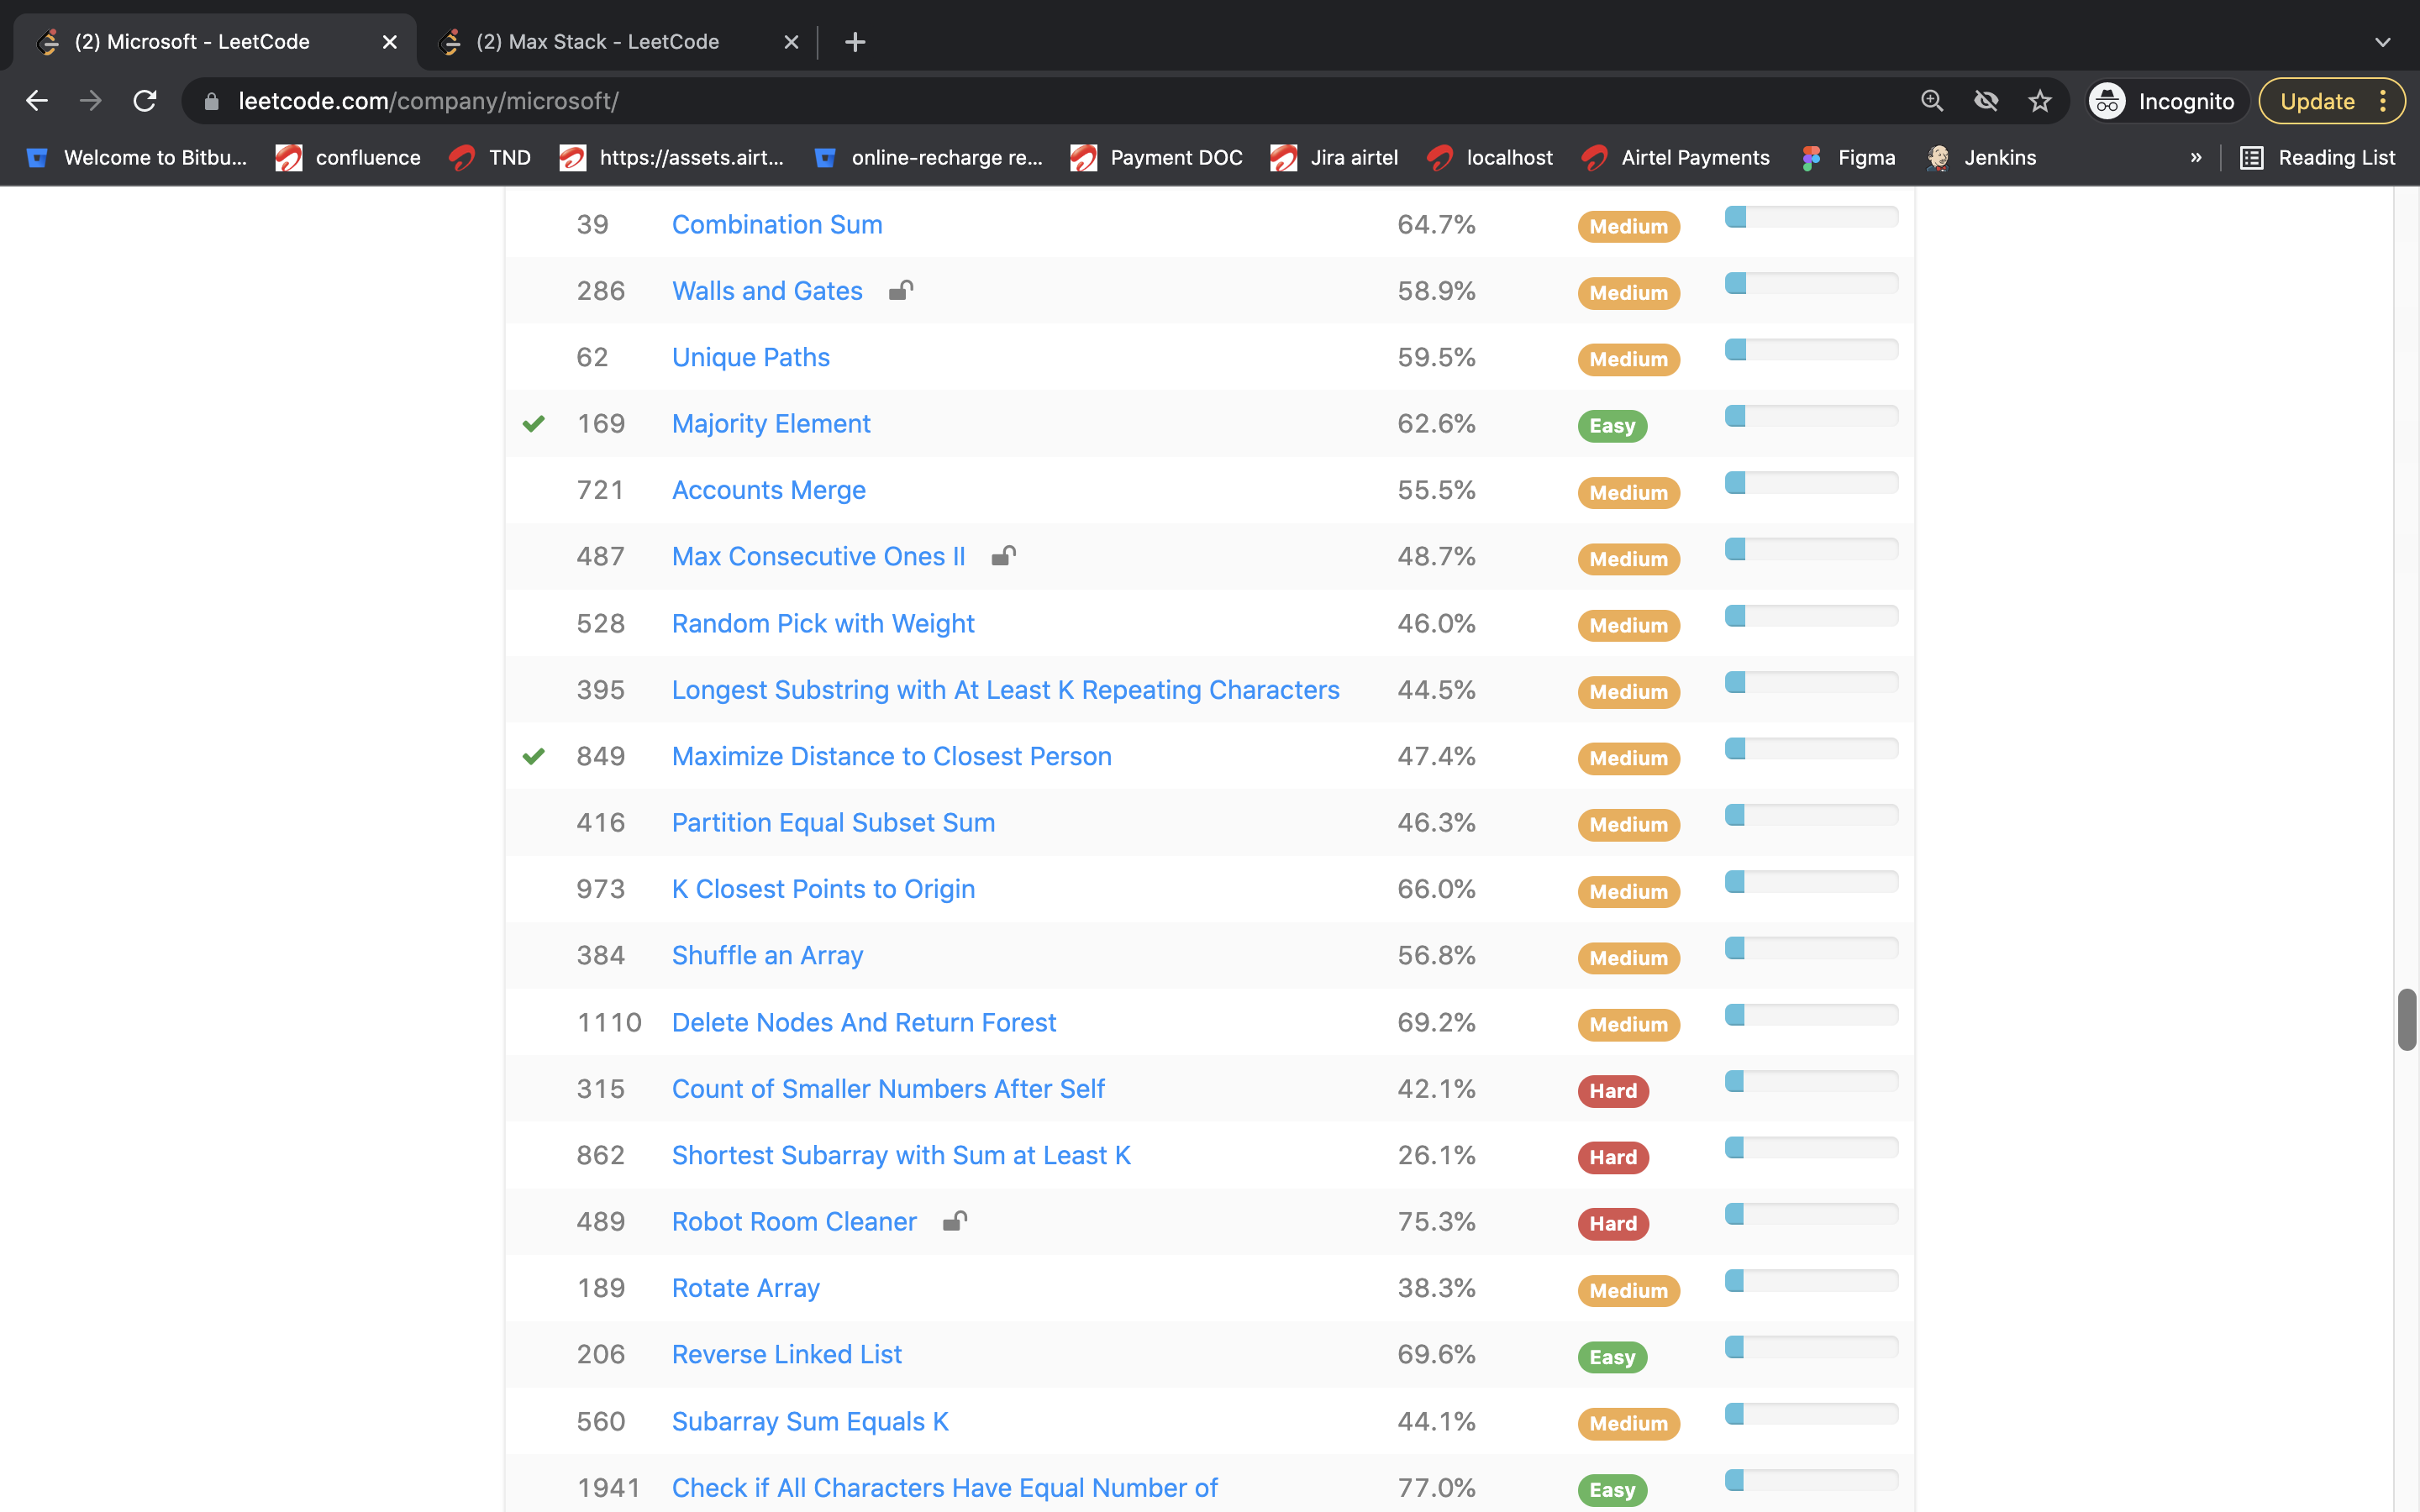 (2) Microsoft - LeetCode (2) Max Stack - LeetCode
leetcode.com/company/microsoft/ Incognito Update
Welcome to Bitbu... confluence TND https://assets.airt... online-recharge re... Payment DOC Jira airtel localhost Airtel Payments Figma Jenkins » Reading List
39 Combination Sum 64.7% Medium
286 Walls and Gates 58.9% Medium
62 Unique Paths 59.5% Medium
169 Majority Element 62.6% Easy
721 Accounts Merge 55.5% Medium
487 Max Consecutive Ones II 48.7% Medium
528 Random Pick with Weight 46.0% Medium
395 Longest Substring with At Least K Repeating Characters 44.5% Medium
849 Maximize Distance to Closest Person 47.4% Medium
416 Partition Equal Subset Sum 46.3% Medium
973 K Closest Points to Origin 66.0% Medium
384 Shuffle an Array 56.8% Medium
1110 Delete Nodes And Return Forest 69.2% Medium
315 Count of Smaller Numbers After Self 42.1% Hard
862 Shortest Subarray with Sum at Least K 26.1% Hard
489 Robot Room Cleaner 75.3% Hard
189 Rotate Array 38.3% Medium
206 Reverse Linked List 69.6% Easy
560 Subarray Sum Equals K 44.1% Medium
1941 Check if All Characters Have Equal Number of 77.0% Easy